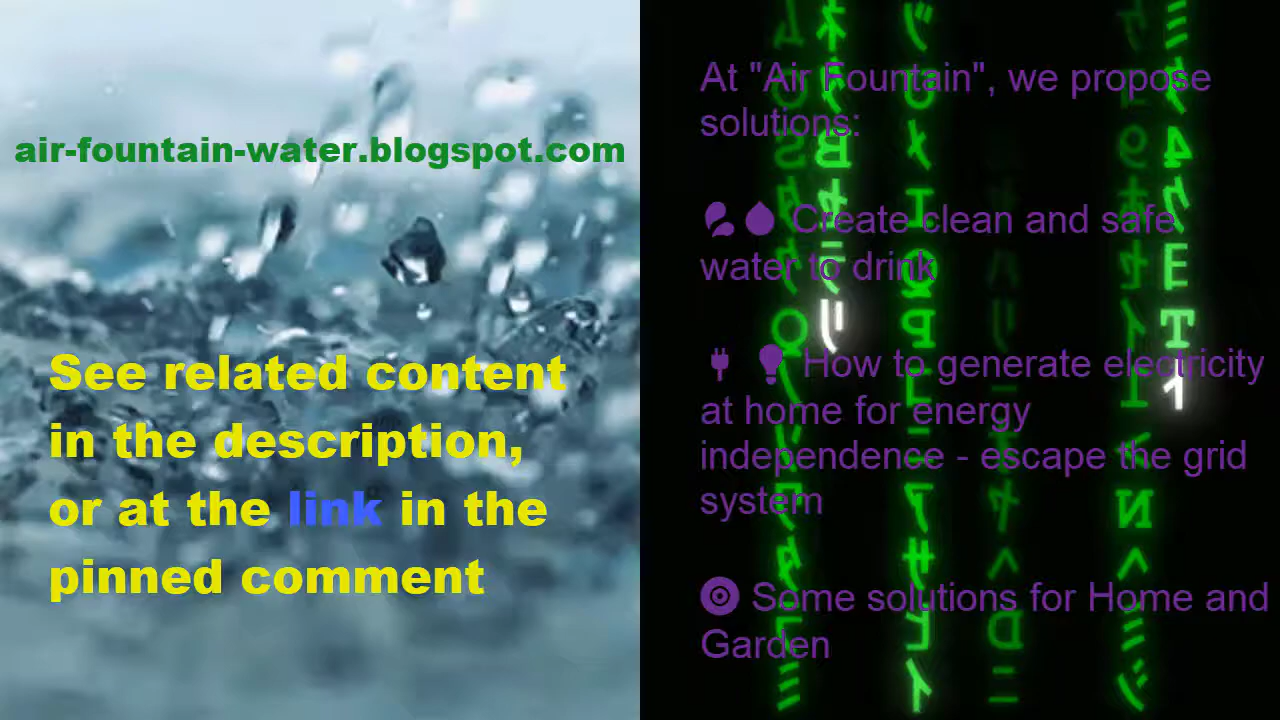 air-fountain-water.blogspot.com
See related content
in the description,
or at the link in the
pinned comment
At "Air Fountain", we propose
solutions:
Create clean and safe
water to drink
How to generate electricity
at home for energy
independence - escape the grid
system
Some solutions for Home and
Garden